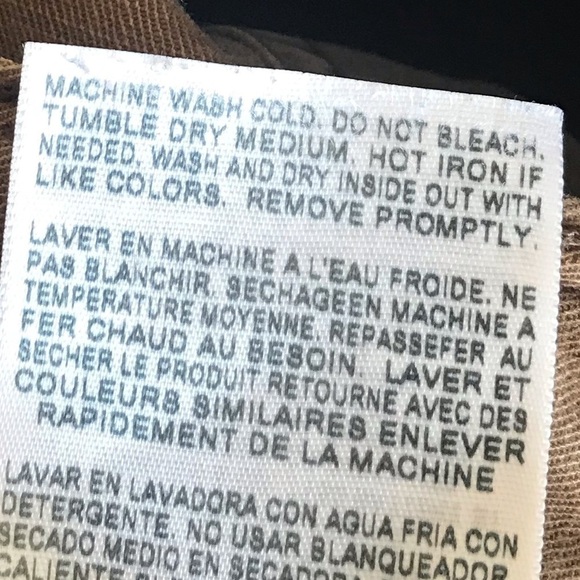 MACHINE WASH COLD. DO NOT BLEACH.
TUMBLE DRY MEDIUM. HOT IRON IF
NEEDED. WASH AND DRY INSIDE OUT WITH
LIKE COLORS. REMOVE PROMPTLY.
LAVER EN MACHINE A L'EAU FROIDE. NE
PAS BLANCHIR. SECHAGEEN MACHINE A
TEMPERATURE MOYENNE. REPASSEFER AU
FER CHAUD AU BESOIN. LAVER ET
SECHER LE PRODUIT RETOURNE AVEC DES
COULEURS SIMILAIRES ENLEVER
RAPIDEMENT DE LA MACHINE
LAVAR EN LAVADORA CON AGUA FRIA CON
DETERGENTE. NO USAR BLANQUEADOR.
SECADO MEDIO EN SECADORA
CALIENTE